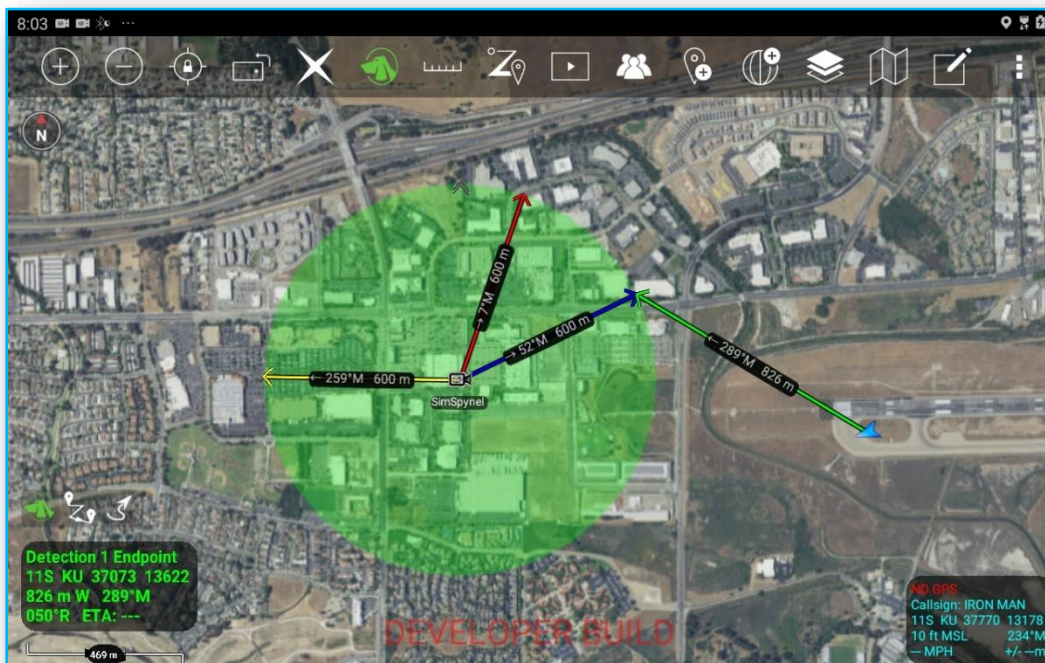 8:03
N
→ 7°M 600 m
→ 52°M 600 m
← 289°M 826 m
← 259°M 600 m
SimSpynel
Detection 1 Endpoint
11S KU 37073 13622
826 m W 289°M
050°R ETA: ---
469 m
DEVELOPER BUILD
NO GPS
Callsign: IRON MAN
11S KU 37770 13178
10 ft MSL 234°M
--- MPH +/- ---m